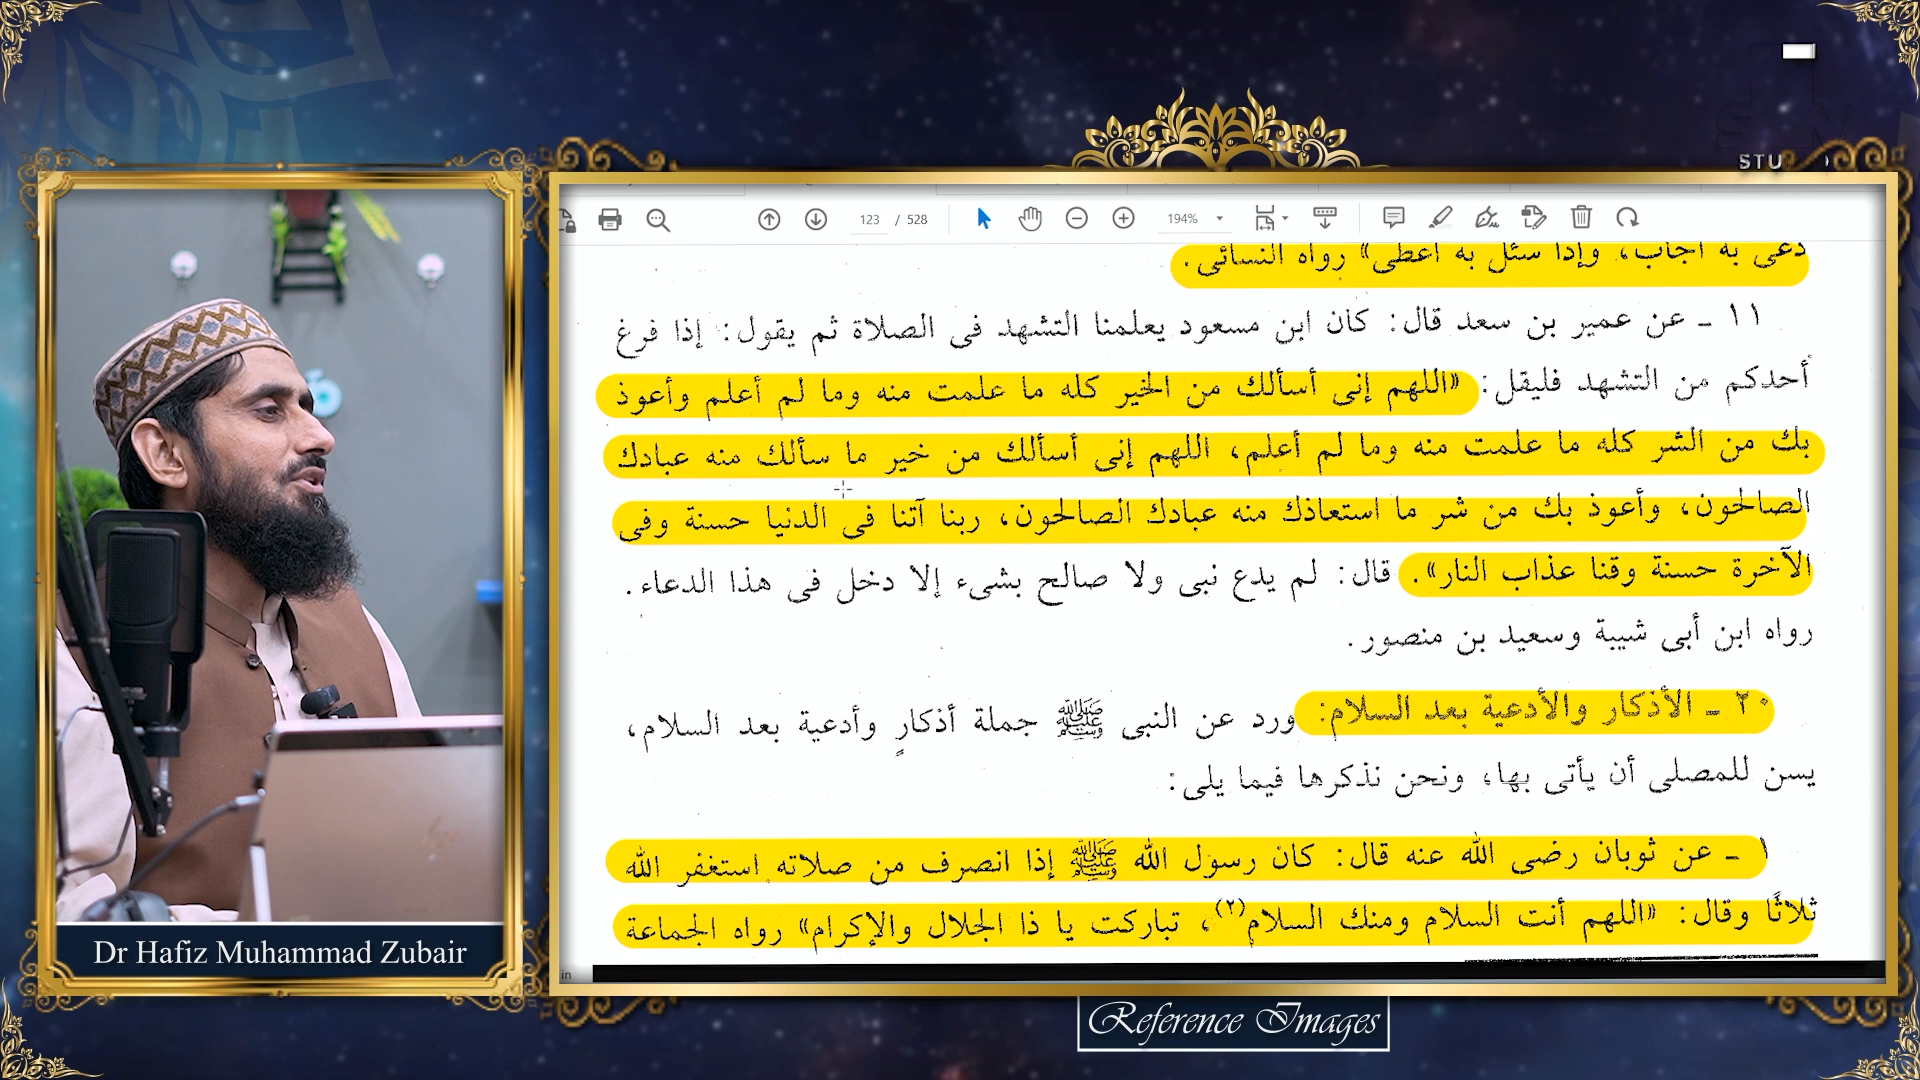 STU
123 / 528
194%
دعى به أجاب، وإذا سئل به أعطى» رواه النسائى.
١١ ـ عن عمير بن سعد قال: كان ابن مسعود يعلمنا التشهد فى الصلاة ثم يقول: إذا فرغ
أحدكم من التشهد فليقل: «اللهم إنى أسألك من الخير كله ما علمت منه وما لم أعلم وأعوذ
بك من الشر كله ما علمت منه وما لم أعلم، اللهم إنى أسألك من خير ما سألك منه عبادك
الصالحون، وأعوذ بك من شر ما استعاذك منه عبادك الصالحون، ربنا آتنا فى الدنيا حسنة وفى
الآخرة حسنة وقنا عذاب النار». قال: لم يدع نبى ولا صالح بشىء إلا دخل فى هذا الدعاء.
رواه ابن أبى شيبة وسعيد بن منصور.
٢٠ ـ الأذكار والأدعية بعد السلام: ورد عن النبى ﷺ جملة أذكارٍ وأدعية بعد السلام،
يسن للمصلى أن يأتى بها، ونحن نذكرها فيما يلى:
١ ـ عن ثوبان رضى الله عنه قال: كان رسول الله ﷺ إذا انصرف من صلاته استغفر الله
ثلاثًا وقال: «اللهم أنت السلام ومنك السلام(٢)، تباركت يا ذا الجلال والإكرام» رواه الجماعة
in
Dr Hafiz Muhammad Zubair
Reference Images